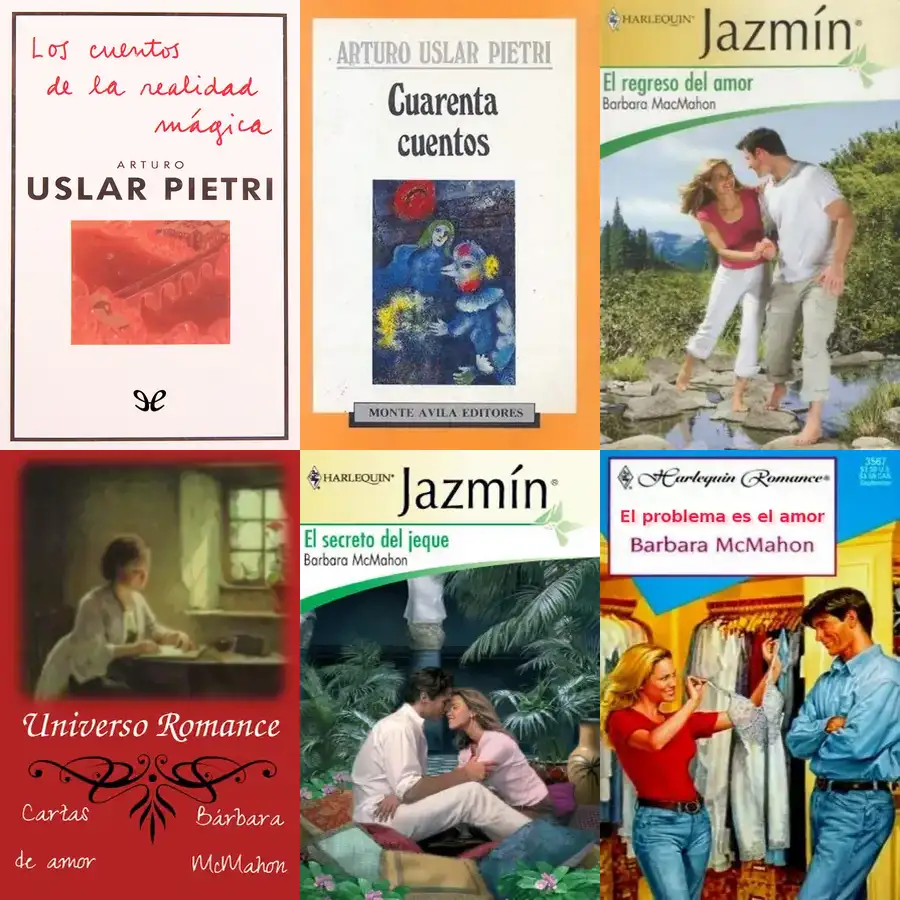 Los cuentos
de la realidad
mágica
ARTURO
USLAR PIETRI
ARTURO USLAR PIETRI
Cuarenta
cuentos
MONTE AVILA EDITORES
HARLEQUIN®
Jazmín®
El regreso del amor
Barbara MacMahon
Universo Romance
Cartas
de amor
Bárbara
McMahon
HARLEQUIN®
Jazmín®
El secreto del jeque
Barbara McMahon
Harlequin Romance®
3567
El problema es el amor
Barbara McMahon